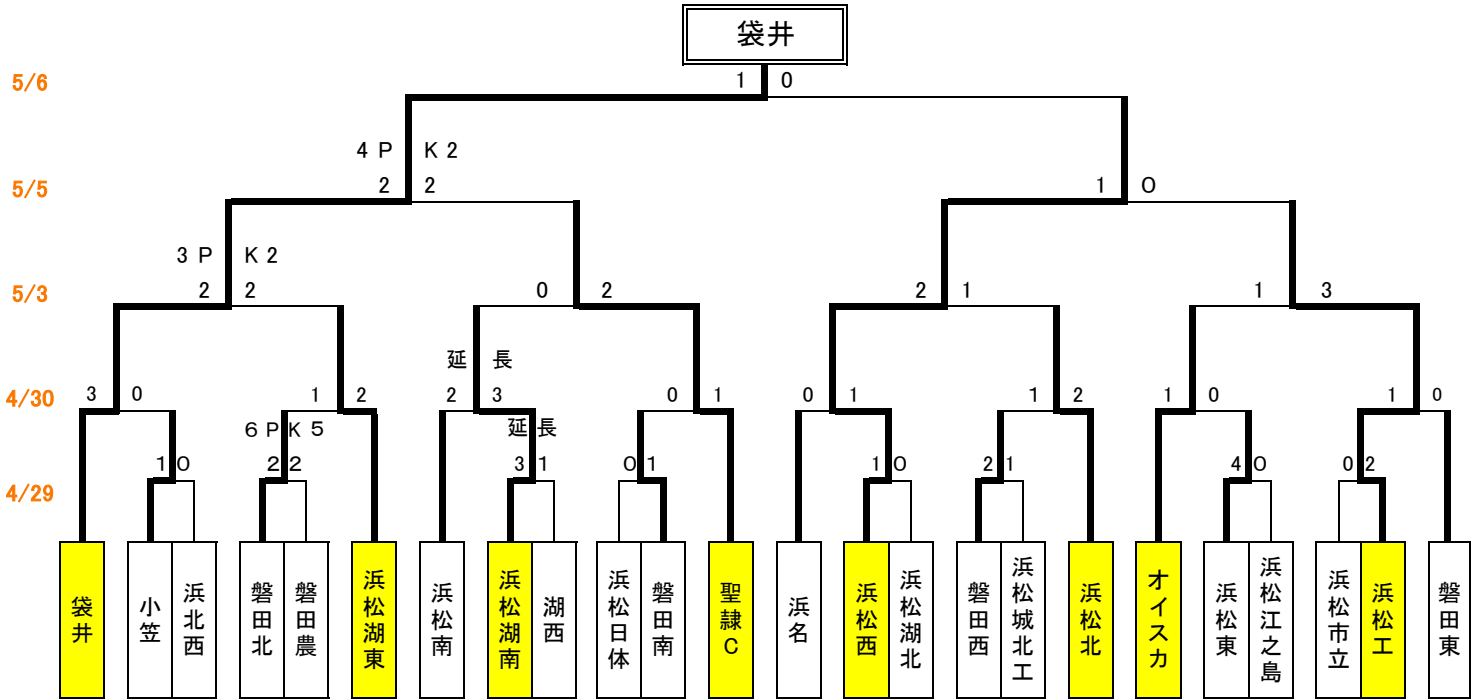 袋井
5/6
1 0
4 P K 2
5/5
2 2
1 0
3 P K 2
5/3
2 2
0 2
2 1
1 3
延 長
4/30
3 0
1 2
2 3
0 1
0 1
1 2
1 0
1 0
6 P K 5
延 長
4/29
1 0
2 2
3 1
0 1
1 0
2 1
4 0
0 2
袋井
小笠
浜北西
磐田北
磐田農
浜松湖東
浜松南
浜松湖南
湖西
浜松日体
磐田南
聖隷C
浜名
浜松西
浜松湖北
磐田西
浜松城北工
浜松北
オイスカ
浜松東
浜松江之島
浜松市立
浜松工
磐田東